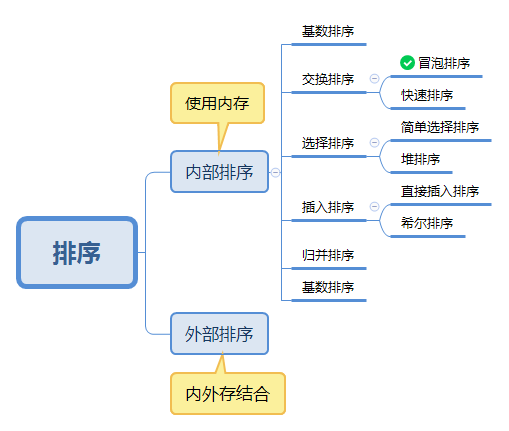 排序
使用内存
内部排序
基数排序
交换排序
冒泡排序
快速排序
选择排序
简单选择排序
堆排序
插入排序
直接插入排序
希尔排序
归并排序
基数排序
外部排序
内外存结合